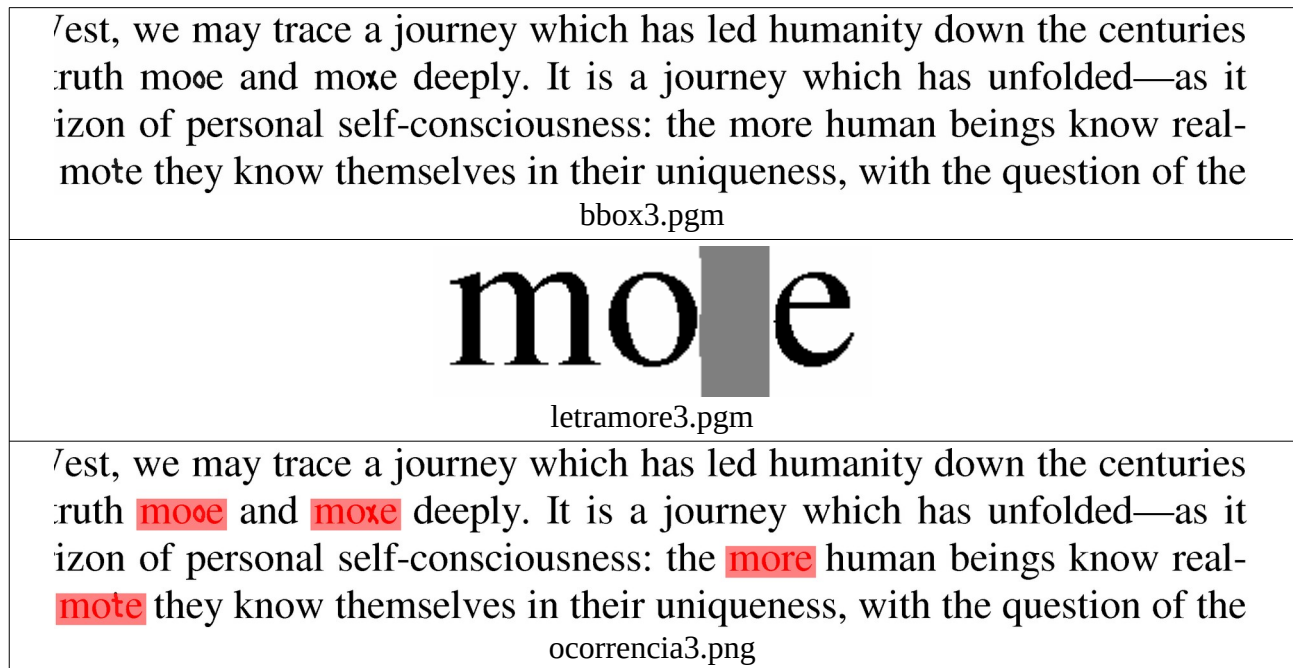 est, we may trace a journey which has led humanity down the centuries
ruth mooe and moxe deeply. It is a journey which has unfolded—as it
izon of personal self-consciousness: the more human beings know real-
mote they know themselves in their uniqueness, with the question of the
bbox3.pgm
mo e
letramore3.pgm
est, we may trace a journey which has led humanity down the centuries
ruth mooe and moxe deeply. It is a journey which has unfolded—as it
izon of personal self-consciousness: the more human beings know real-
mote they know themselves in their uniqueness, with the question of the
ocorrencia3.png